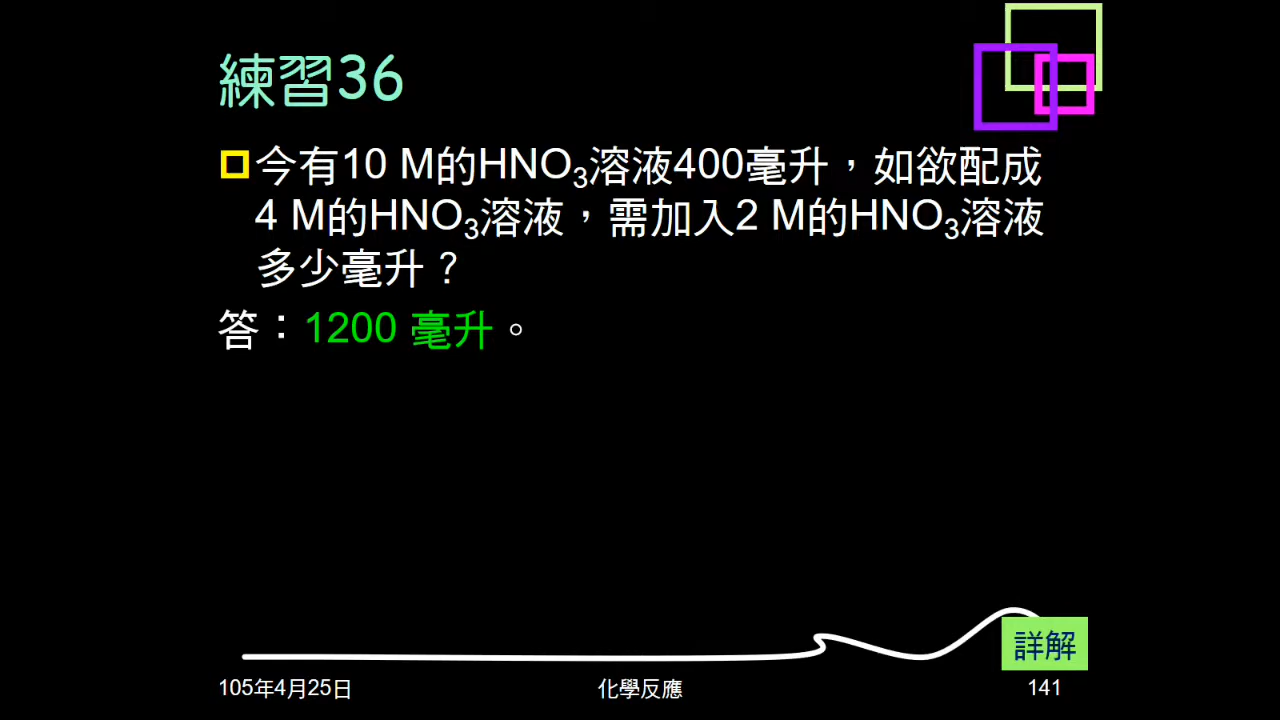 練習36
今有10 M的HNO₃溶液400毫升，如欲配成
4 M的HNO₃溶液，需加入2 M的HNO₃溶液
多少毫升？
答：1200 毫升。
詳解
105年4月25日
化學反應
141